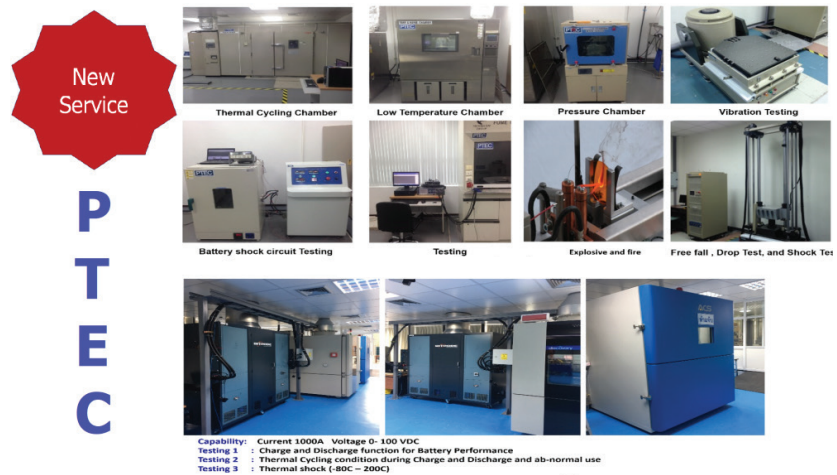 New
Service
P
T
E
C
Thermal Cycling Chamber
Low Temperature Chamber
Pressure Chamber
Vibration Testing
PTEC
Battery shock circuit Testing
Testing
Explosive and fire
Free fall , Drop Test, and Shock Tes
Capability: Current 1000A Voltage 0- 100 VDC
Testing 1 : Charge and Discharge function for Battery Performance
Testing 2 : Thermal Cycling condition during Charge and Discharge and ab-normal use
Testing 3 : Thermal shock (-80C – 200C)